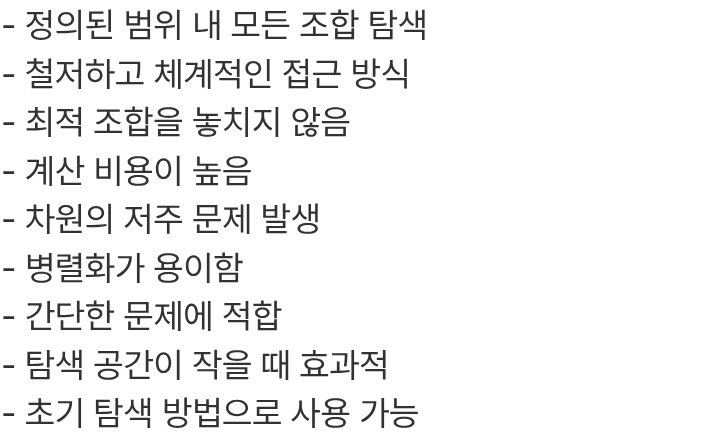 - 정의된 범위 내 모든 조합 탐색
- 철저하고 체계적인 접근 방식
- 최적 조합을 놓치지 않음
- 계산 비용이 높음
- 차원의 저주 문제 발생
- 병렬화가 용이함
- 간단한 문제에 적합
- 탐색 공간이 작을 때 효과적
- 초기 탐색 방법으로 사용 가능